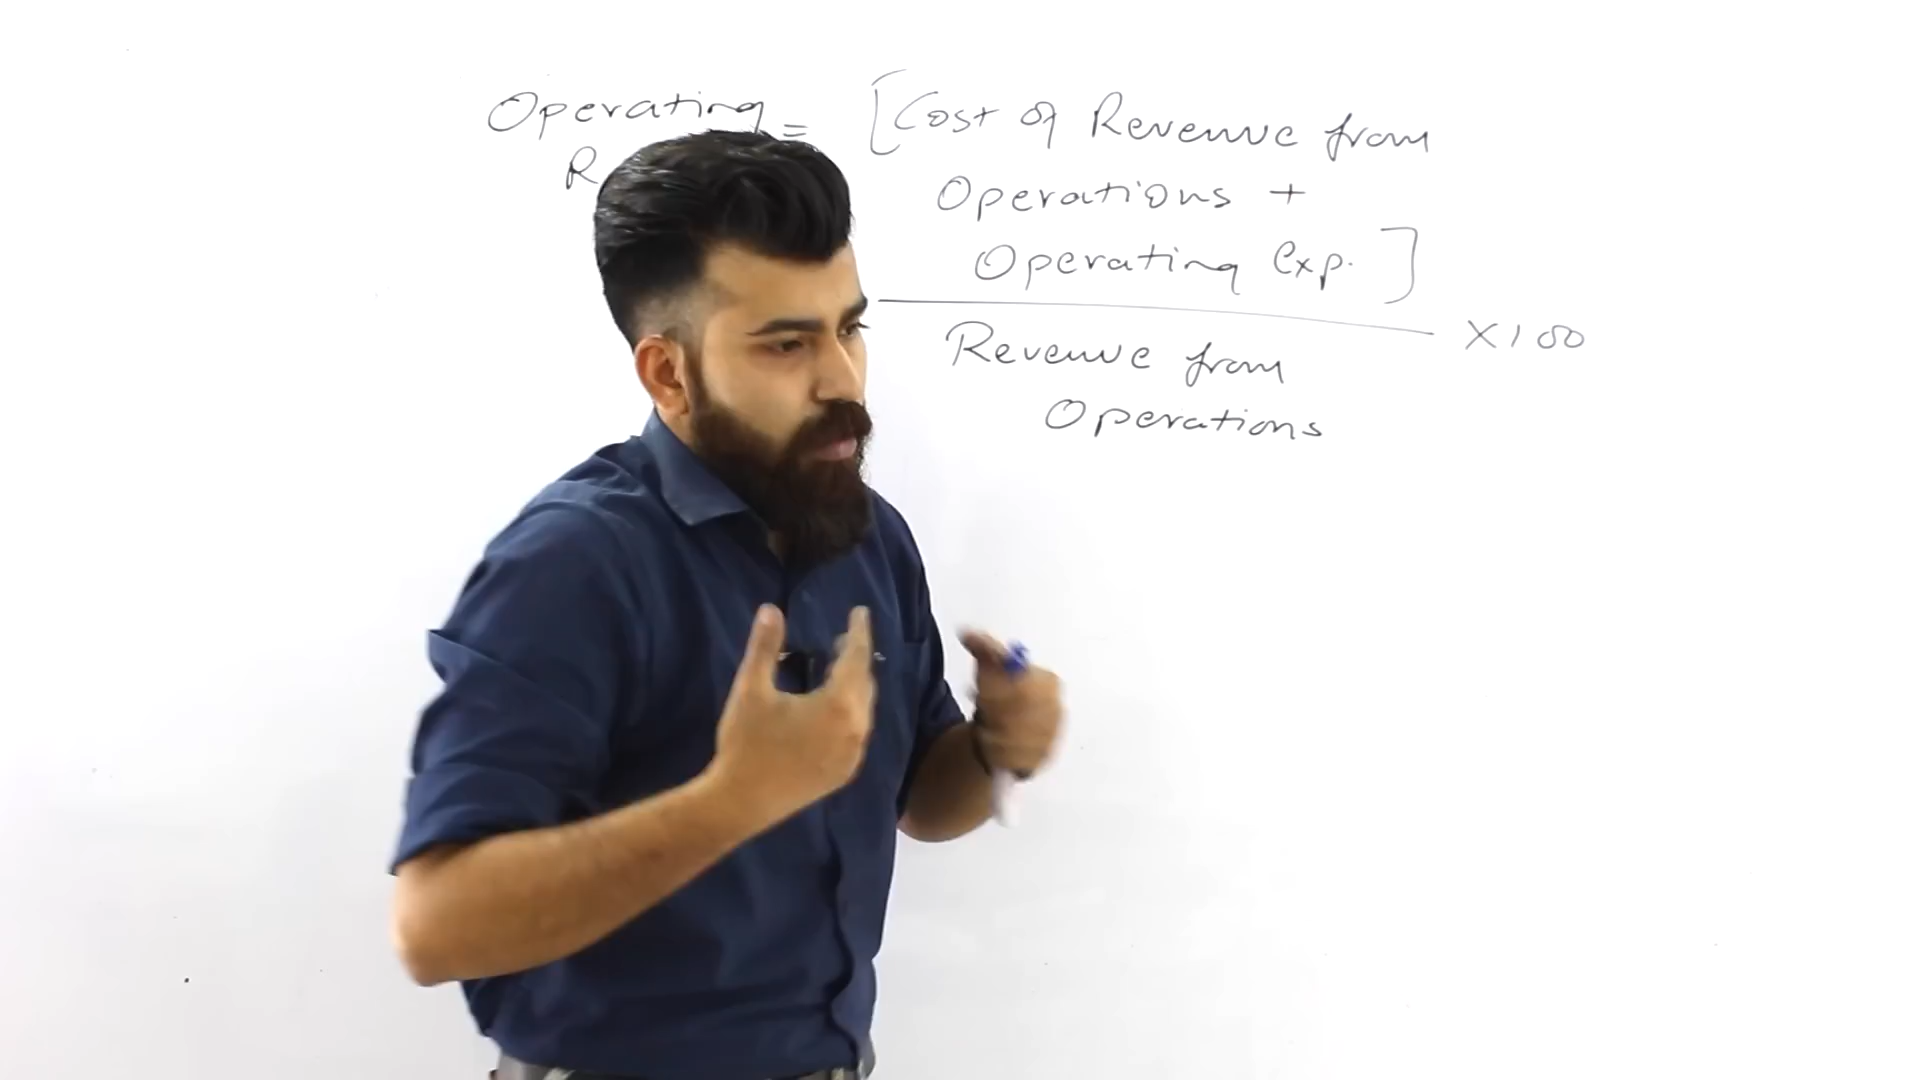 Operating = [Cost of Revenue from
Operations +
Operating Exp. ]
Revenue from
Operations
X100